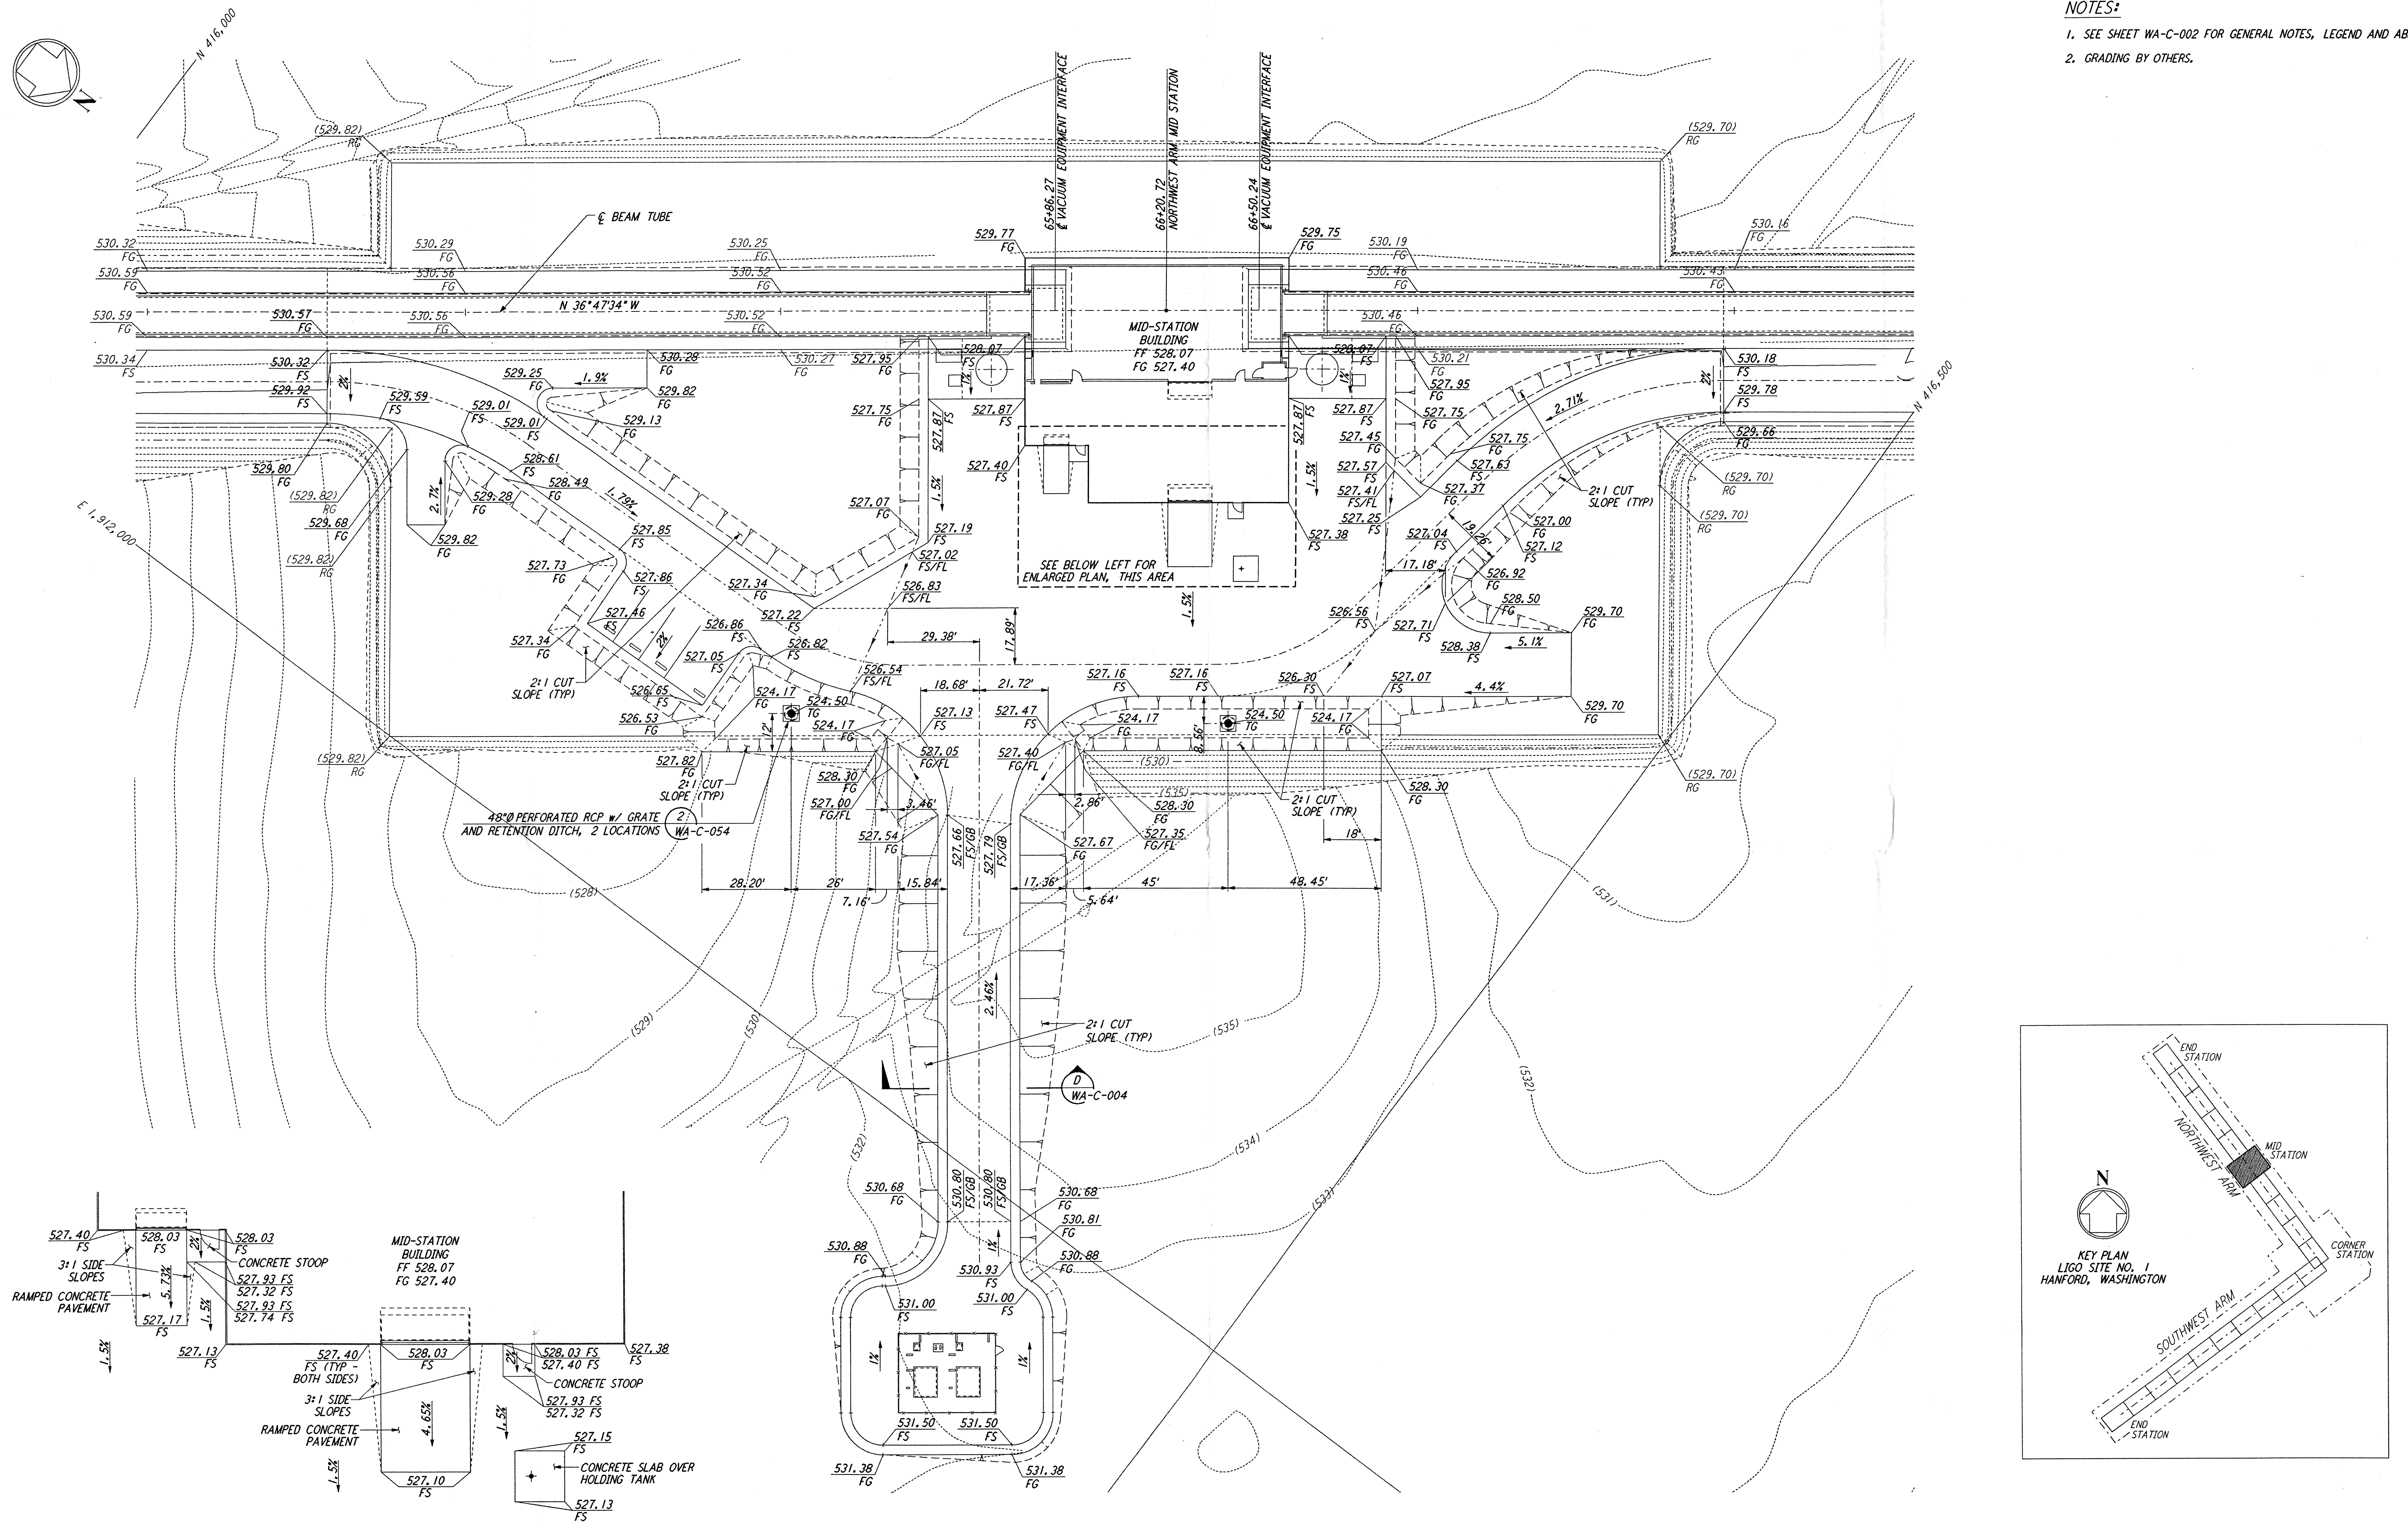 NOTES:
1. SEE SHEET WA-C-002 FOR GENERAL NOTES, LEGEND AND AB
2. GRADING BY OTHERS.
N 416,000
N
(529.82)
RG
(529.70)
RG
65+86.27
℄ VACUUM EQUIPMENT INTERFACE
66+20.72
NORTHWEST ARM MID STATION
66+50.24
℄ VACUUM EQUIPMENT INTERFACE
℄ BEAM TUBE
530.32
FG
530.29
FG
530.25
FG
529.77
FG
529.75
FG
530.19
FG
530.16
FG
530.59
FG
530.56
FG
530.52
FG
530.46
FG
530.43
FG
N 36°47'34" W
530.59
FG
530.57
FG
530.56
FG
530.52
FG
530.46
FG
MID-STATION
BUILDING
FF 528.07
FG 527.40
530.34
FS
530.32
FS
530.28
FG
530.27
FG
527.95
FG
528.07
FS
528.07
FS
530.21
FG
530.18
FS
2%
529.25
FG
1.9%
529.82
FG
1%
1%
527.95
FG
2%
529.92
FS
529.59
FS
529.01
FS
529.01
FS
529.13
FG
527.75
FG
527.87
FS
527.87
FS
527.87
FS
527.87
FS
527.75
FG
2.71%
529.78
FS
N 416,500
529.66
FG
529.80
FG
528.61
FS
528.49
FG
527.40
FS
527.45
FG
527.57
FS
527.41
FS/FL
527.75
FG
527.63
FS
527.37
FG
(529.82)
RG
2.7%
529.28
FG
1.79%
1.5%
1.5%
2:1 CUT
SLOPE (TYP)
(529.70)
RG
529.68
FG
529.82
FG
527.85
FS
527.07
FG
527.19
FS
527.38
FS
527.25
FS
527.04
FS
19.26'
527.00
FG
527.12
FS
(529.70)
RG
E 1,912,000
(529.82)
RG
527.73
FG
527.86
FS
527.34
FG
527.02
FS/FL
SEE BELOW LEFT FOR
ENLARGED PLAN, THIS AREA
17.18'
526.92
FG
527.46
FS
527.22
FS
526.83
FS/FL
1.5%
526.56
FS
528.50
FG
529.70
FG
527.34
FG
2%
526.86
FS
526.82
FS
29.38'
17.89'
527.71
FS
528.38
FS
5.1%
2:1 CUT
SLOPE (TYP)
527.05
FS
526.54
FS/FL
526.65
FS
524.17
FG
524.50
TG
18.68'
21.72'
527.16
FS
527.16
FS
526.30
FS
527.07
FS
4.4%
526.53
FG
12'
524.17
FG
527.13
FS
527.47
FS
524.17
FG
8.66'
524.50
TG
524.17
FG
529.70
FG
(529.82)
RG
527.82
FG
527.05
FG/FL
527.40
FG/FL
(530)
(529.70)
RG
2:1 CUT
SLOPE (TYP)
528.30
FG
527.00
FG/FL
3.46'
2.86'
(535)
528.30
FG
2:1 CUT
SLOPE (TYP)
528.30
FG
48"Ø PERFORATED RCP w/ GRATE
AND RETENTION DITCH, 2 LOCATIONS
2
WA-C-054
527.54
FG
527.66
FS/GB
527.79
FS/GB
527.67
FG
527.35
FG/FL
18'
(528)
28.20'
26'
15.84'
17.36'
45'
48.45'
7.16'
5.64'
(531)
(529)
(530)
2.46%
2:1 CUT
SLOPE (TYP)
(535)
D
WA-C-004
(532)
(532)
(534)
(533)
530.68
FG
530.80
FS/GB
530.80
FS/GB
530.68
FG
530.81
FG
530.88
FG
1%
530.93
FS
530.88
FG
531.00
FS
531.00
FS
1%
1%
531.50
FS
531.50
FS
531.38
FG
531.38
FG
527.40
FS
528.03
FS
2%
528.03
FS
CONCRETE STOOP
3:1 SIDE
SLOPES
5.73%
527.93 FS
527.32 FS
RAMPED CONCRETE
PAVEMENT
1.5%
527.93 FS
527.74 FS
527.17
FS
1.5%
527.13
FS
MID-STATION
BUILDING
FF 528.07
FG 527.40
527.40
FS (TYP -
BOTH SIDES)
528.03
FS
2%
528.03 FS
527.40 FS
527.38
FS
CONCRETE STOOP
3:1 SIDE
SLOPES
527.93 FS
527.32 FS
RAMPED CONCRETE
PAVEMENT
4.65%
1.5%
1.5%
527.10
FS
527.15
FS
CONCRETE SLAB OVER
HOLDING TANK
527.13
FS
END
STATION
NORTHWEST ARM
MID
STATION
N
CORNER
STATION
KEY PLAN
LIGO SITE NO. 1
HANFORD, WASHINGTON
SOUTHWEST ARM
END
STATION